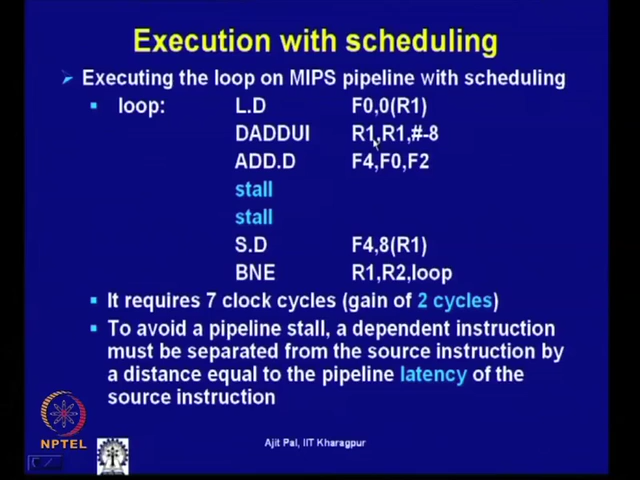 Execution with scheduling
Executing the loop on MIPS pipeline with scheduling
loop: L.D F0,0(R1)
DADDUI R1,R1,#-8
ADD.D F4,F0,F2
stall
stall
S.D F4,8(R1)
BNE R1,R2,loop
It requires 7 clock cycles (gain of 2 cycles)
To avoid a pipeline stall, a dependent instruction
must be separated from the source instruction by
a distance equal to the pipeline latency of the
source instruction
NPTEL
Ajit Pal, IIT Kharagpur